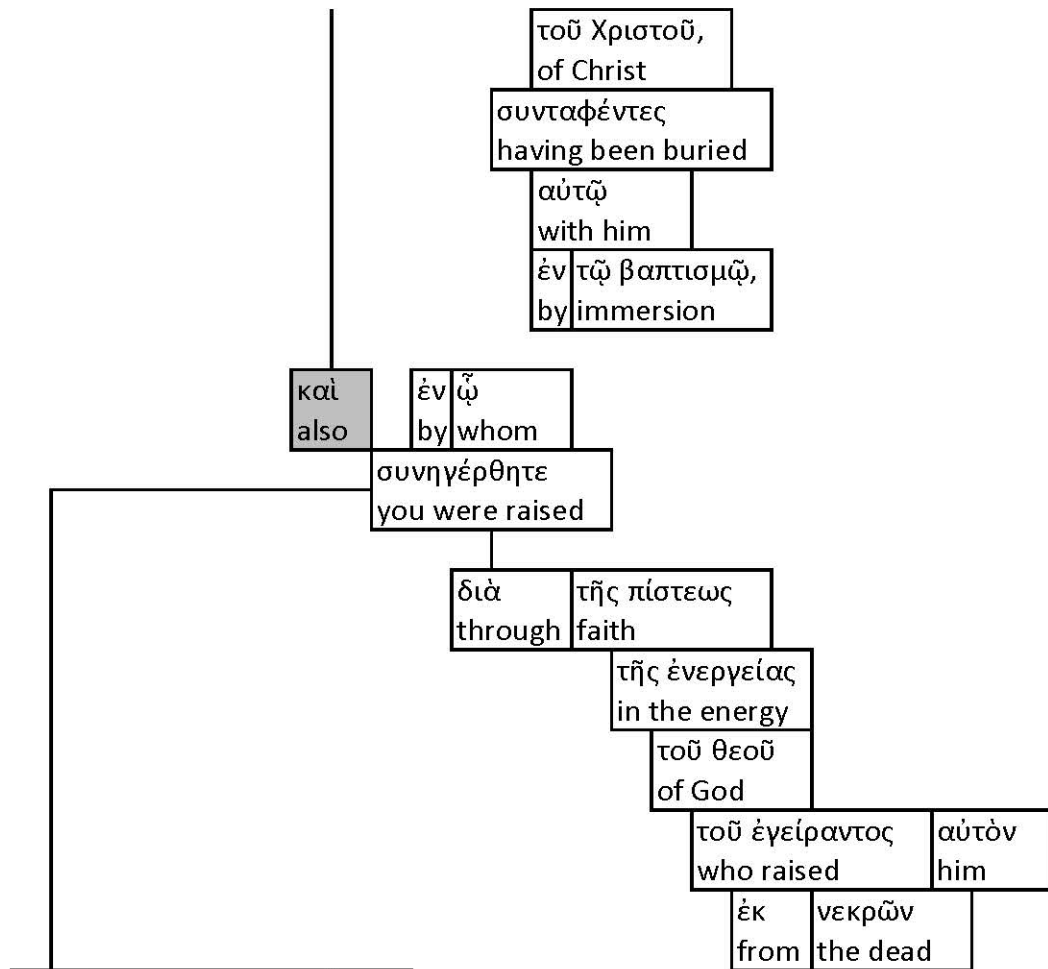 τοῦ Χριστοῦ,
of Christ
συνταφέντες
having been buried
αὐτῷ
with him
ἐν τῷ βαπτισμῷ,
by immersion
καὶ ἐν ᾧ
also by whom
συνηγέρθητε
you were raised
διὰ τῆς πίστεως
through faith
τῆς ἐνεργείας
in the energy
τοῦ θεοῦ
of God
τοῦ ἐγείραντος αὐτὸν
who raised him
ἐκ νεκρῶν
from the dead